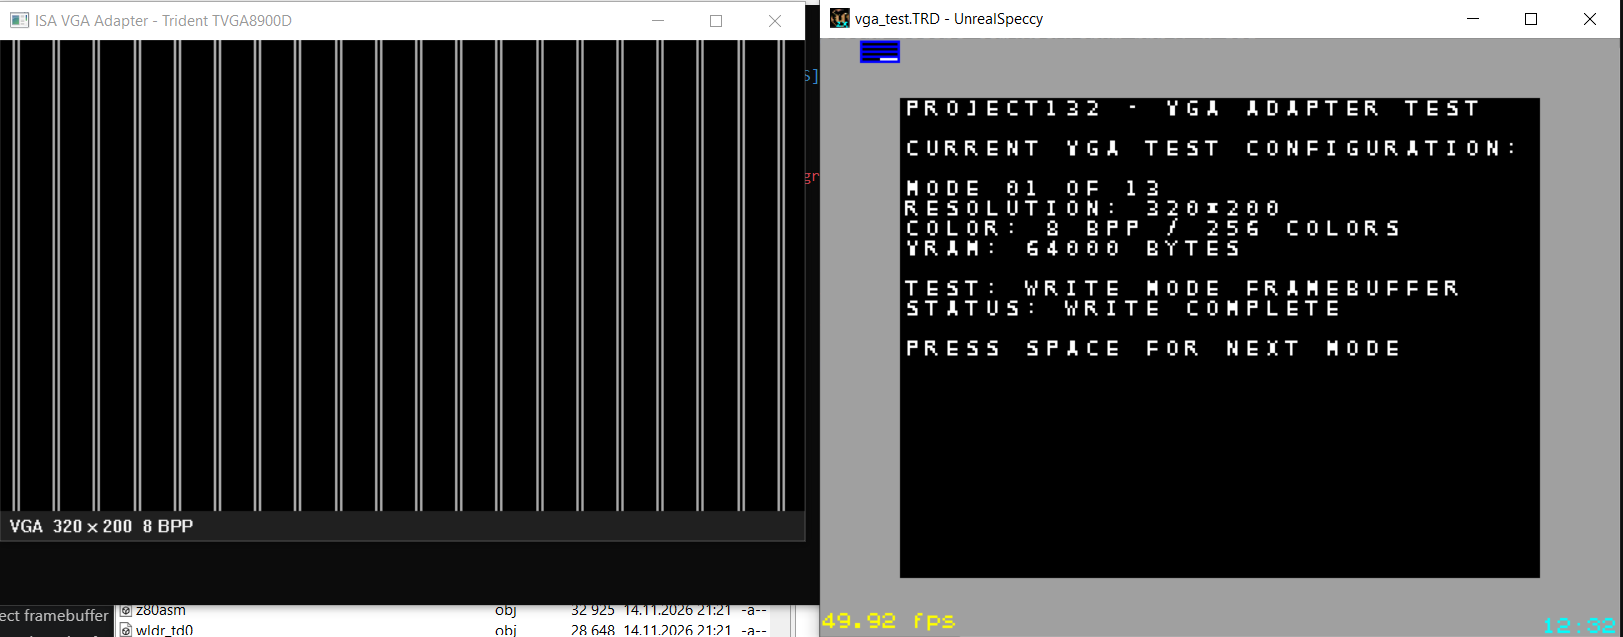 ISA VGA Adapter - Trident TVGA8900D
VGA 320 × 200 8 BPP
ect framebuffer
z80asm obj 32 925 14.11.2026 21:21 -a--
wldr_td0 obj 28 648 14.11.2026 21:21 -a--
s]
gr
vga_test.TRD - UnrealSpeccy
PROJECT132 - VGA ADAPTER TEST
CURRENT VGA TEST CONFIGURATION:
MODE 01 OF 13
RESOLUTION: 320x200
COLOR: 8 BPP / 256 COLORS
VRAM: 64000 BYTES
TEST: WRITE MODE FRAMEBUFFER
STATUS: WRITE COMPLETE
PRESS SPACE FOR NEXT MODE
49.92 fps
12:32